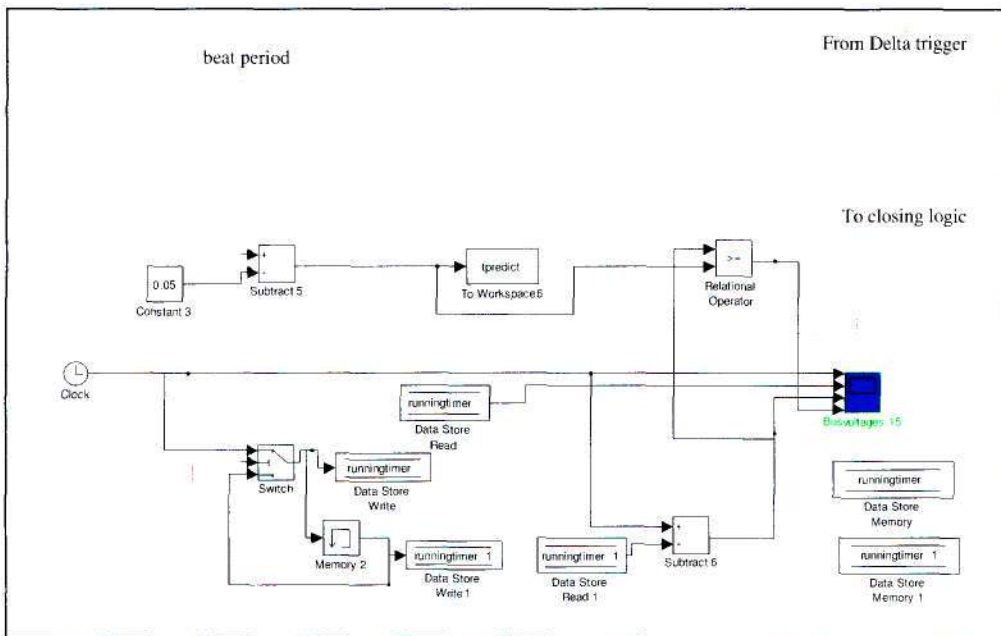 From Delta trigger
beat period
To closing logic
+
-
0.05
Constant 3
Subtract 5
tpredict
To Workspace6
>=
Relational
Operator
Clock
runningtimer
Data Store
Read
Busvoltages 15
Switch
runningtimer
Data Store
Write
runningtimer
Data Store
Memory
Memory 2
runningtimer 1
Data Store
Write 1
runningtimer 1
Data Store
Read 1
+
-
Subtract 6
runningtimer 1
Data Store
Memory 1